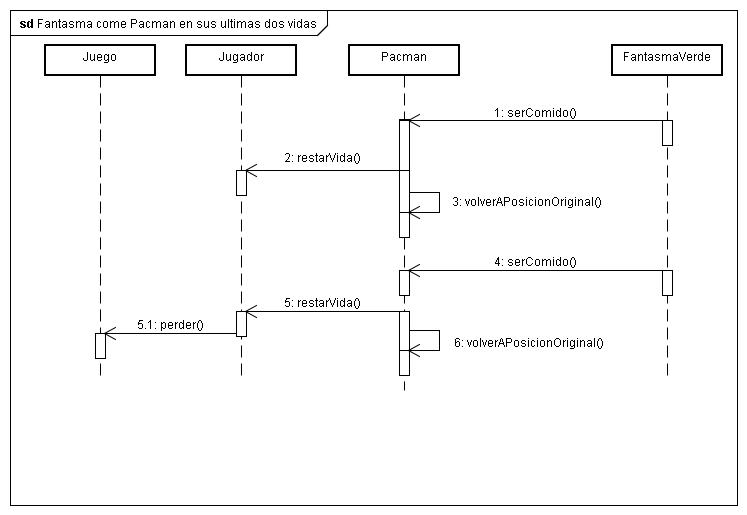 sd Fantasma come Pacman en sus ultimas dos vidas
Juego
Jugador
Pacman
FantasmaVerde
1: serComido()
2: restarVida()
3: volverAPosicionOriginal()
4: serComido()
5: restarVida()
5.1: perder()
6: volverAPosicionOriginal()